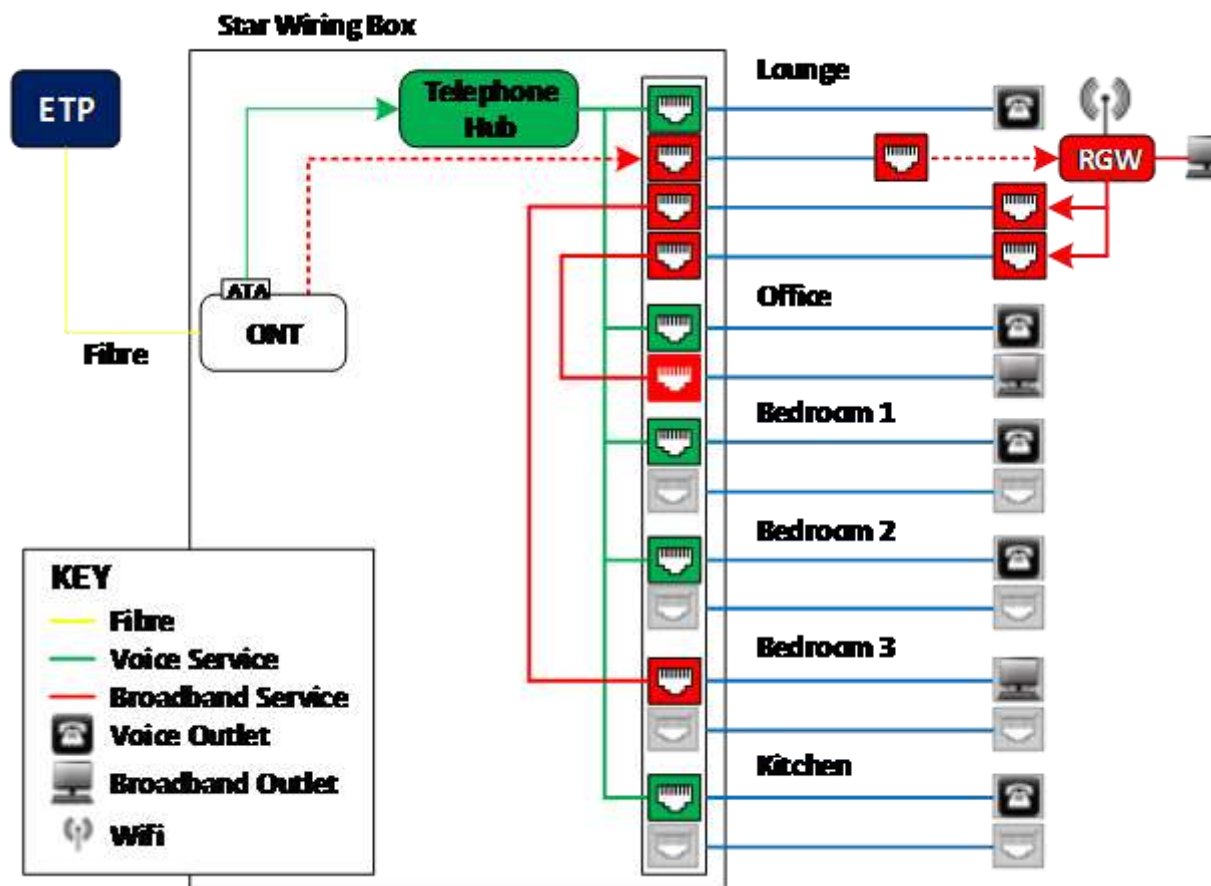 Star Wiring Box
ETP
Telephone
Hub
Lounge
RGW
ATA
ONT
Fibre
Office
Bedroom 1
Bedroom 2
Bedroom 3
Kitchen
KEY
Fibre
Voice Service
Broadband Service
Voice Outlet
Broadband Outlet
Wifi